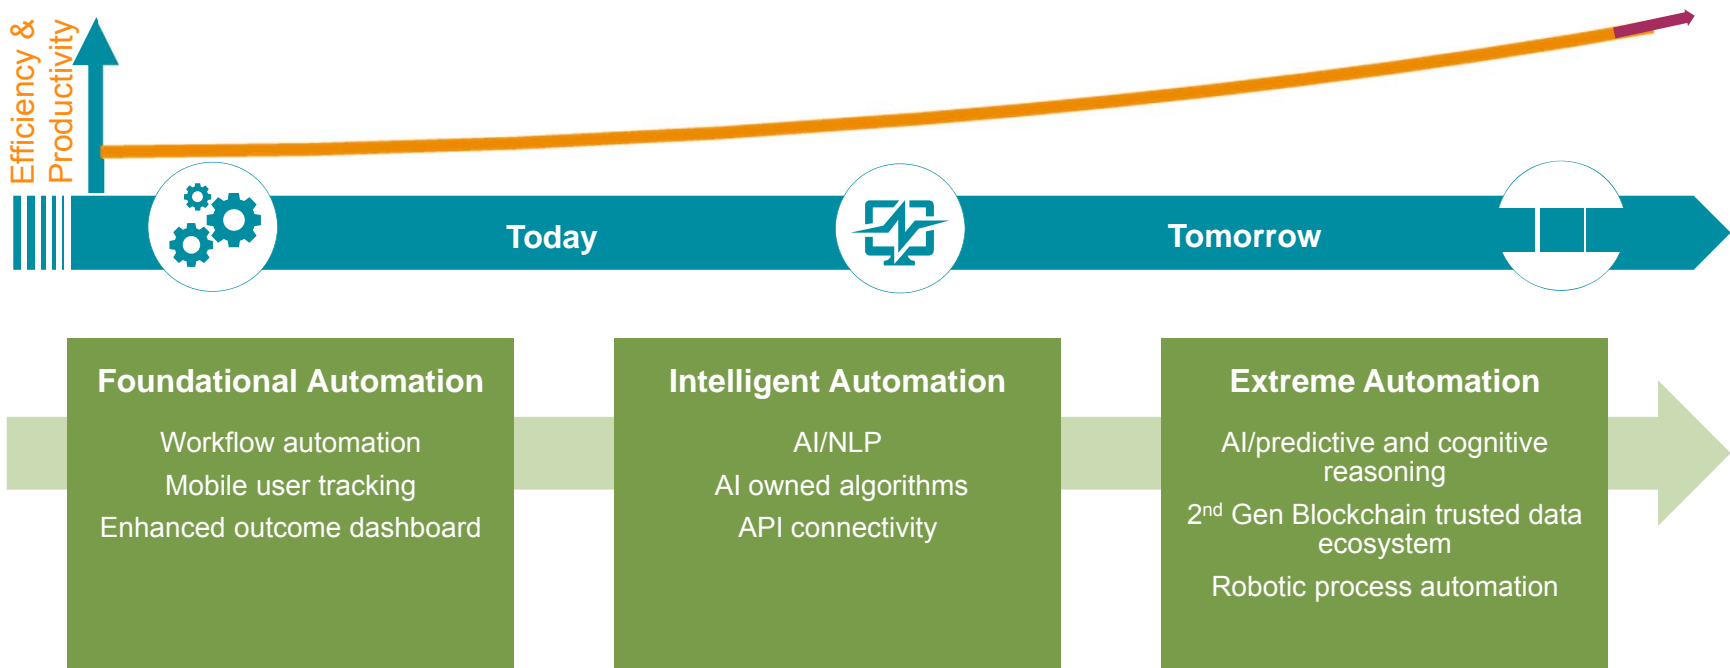 Efficiency &
Productivity
Today
Tomorrow
Foundational Automation
Workflow automation
Mobile user tracking
Enhanced outcome dashboard
Intelligent Automation
AI/NLP
AI owned algorithms
API connectivity
Extreme Automation
AI/predictive and cognitive
reasoning
2nd Gen Blockchain trusted data
ecosystem
Robotic process automation